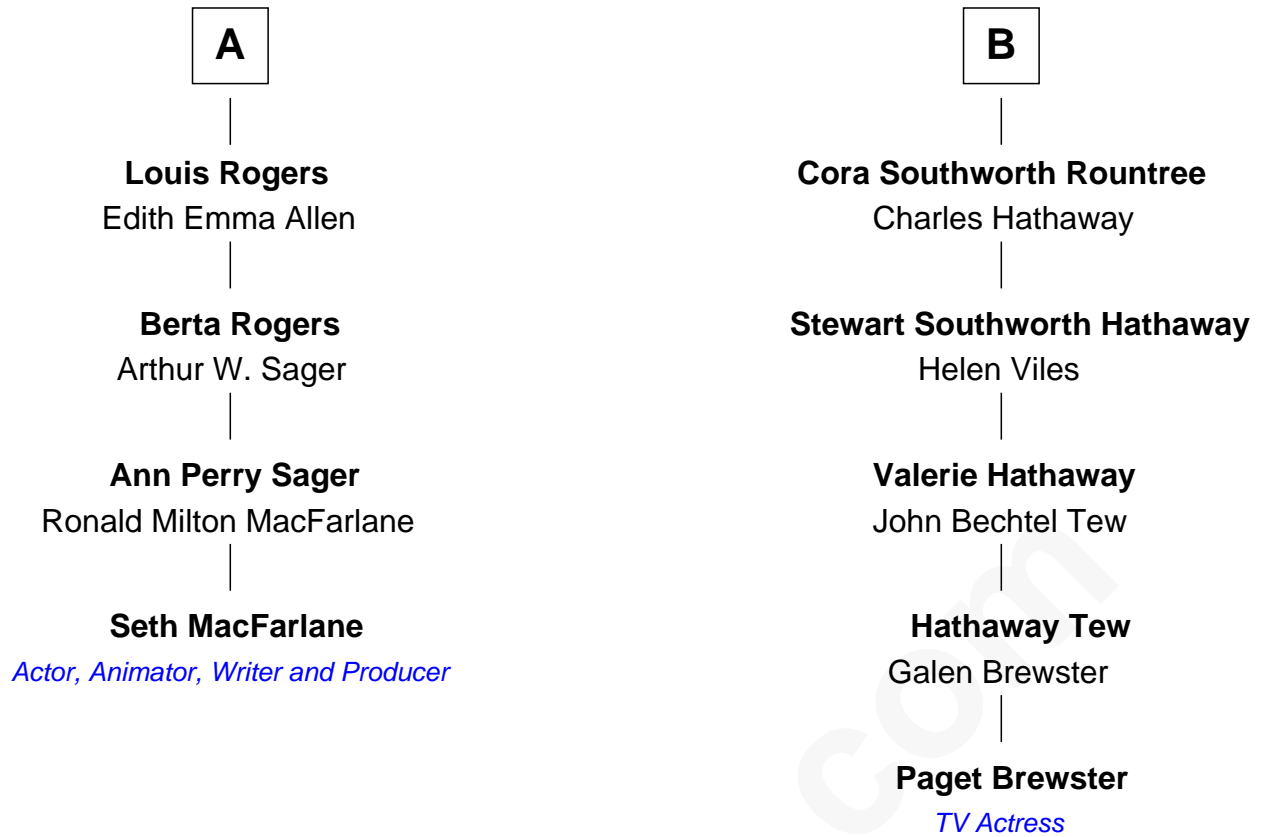 A
Louis Rogers
Edith Emma Allen
Berta Rogers
Arthur W. Sager
Ann Perry Sager
Ronald Milton MacFarlane
Seth MacFarlane
Actor, Animator, Writer and Producer
B
Cora Southworth Rountree
Charles Hathaway
Stewart Southworth Hathaway
Helen Viles
Valerie Hathaway
John Bechtel Tew
Hathaway Tew
Galen Brewster
Paget Brewster
TV Actress
com